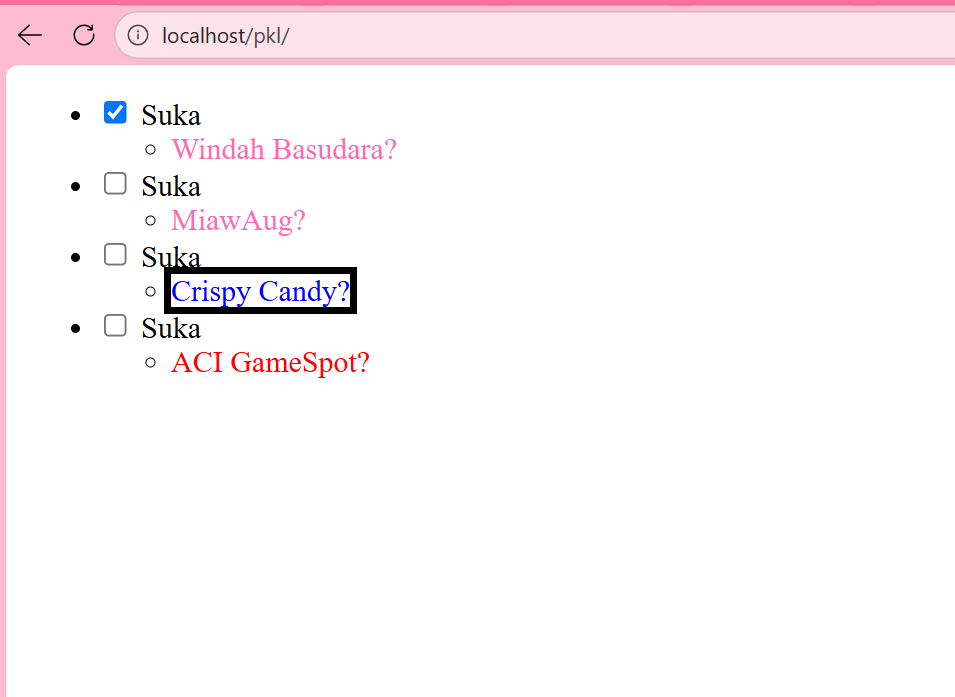 localhost/pkl/
Suka
Windah Basudara?
Suka
MiawAug?
Suka
Crispy Candy?
Suka
ACI GameSpot?